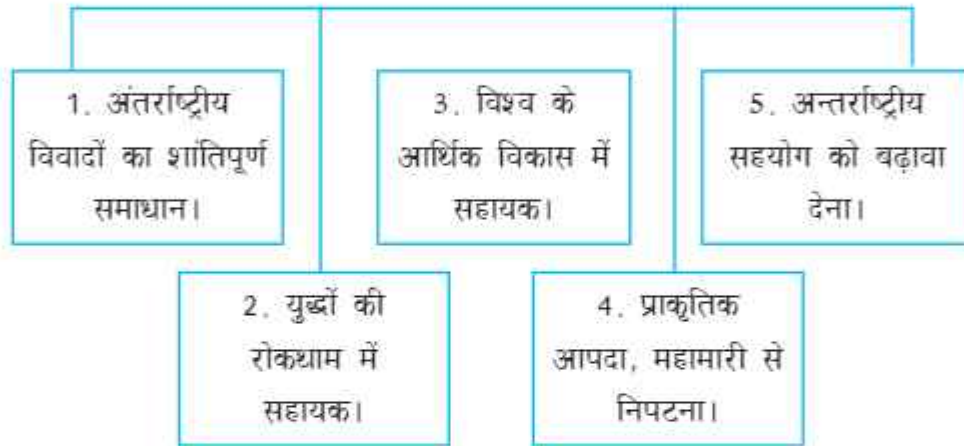 1. अंतर्राष्ट्रीय
विवादों का शांतिपूर्ण
समाधान।
2. युद्धों की
रोकथाम में
सहायक।
3. विश्व के
आर्थिक विकास में
सहायक।
4. प्राकृतिक
आपदा, महामारी से
निपटना।
5. अन्तर्राष्ट्रीय
सहयोग को बढ़ावा
देना।